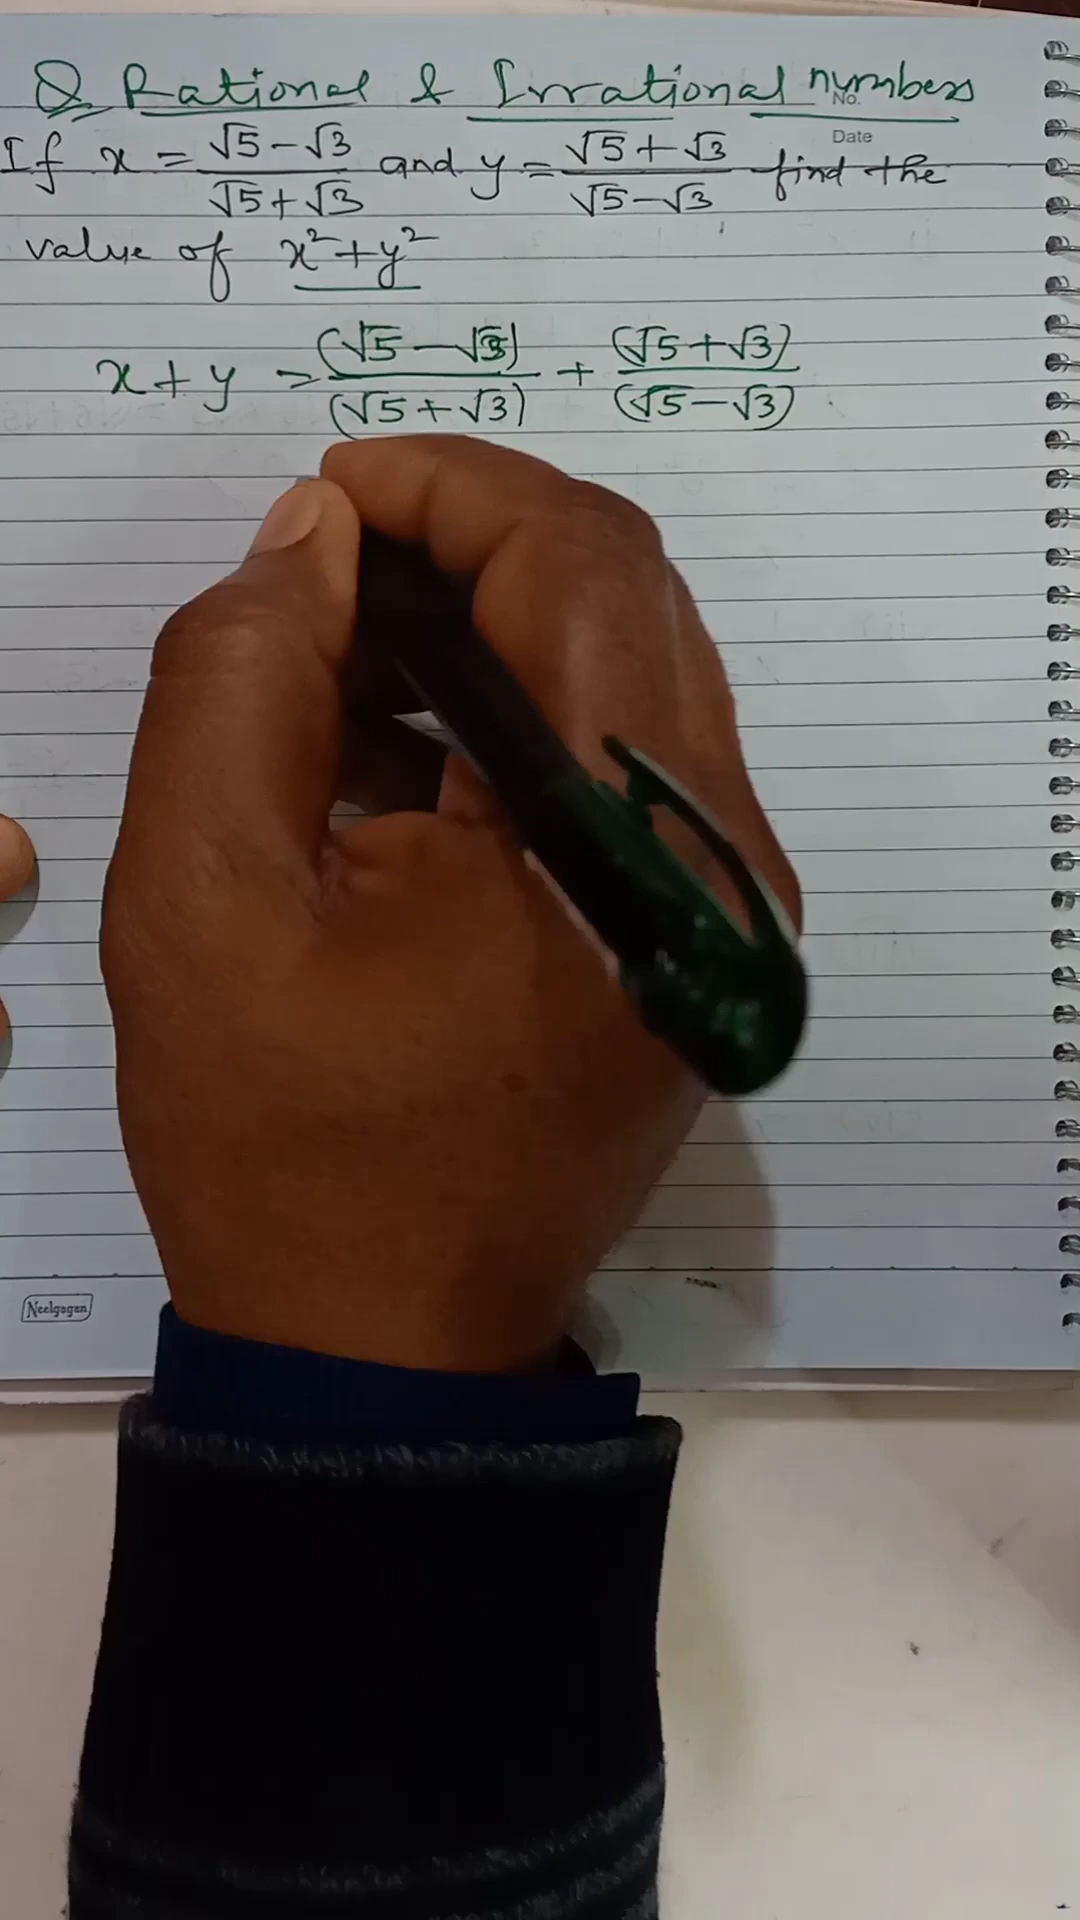 Q Rational & Irrational numbers
No.
Date
If x = √5-√3/√5+√3 and y = √5+√3/√5-√3 find the
value of x²+y²
x+y = (√5-√3)/(√5+√3) + (√5+√3)/(√5-√3)
Neelgagan